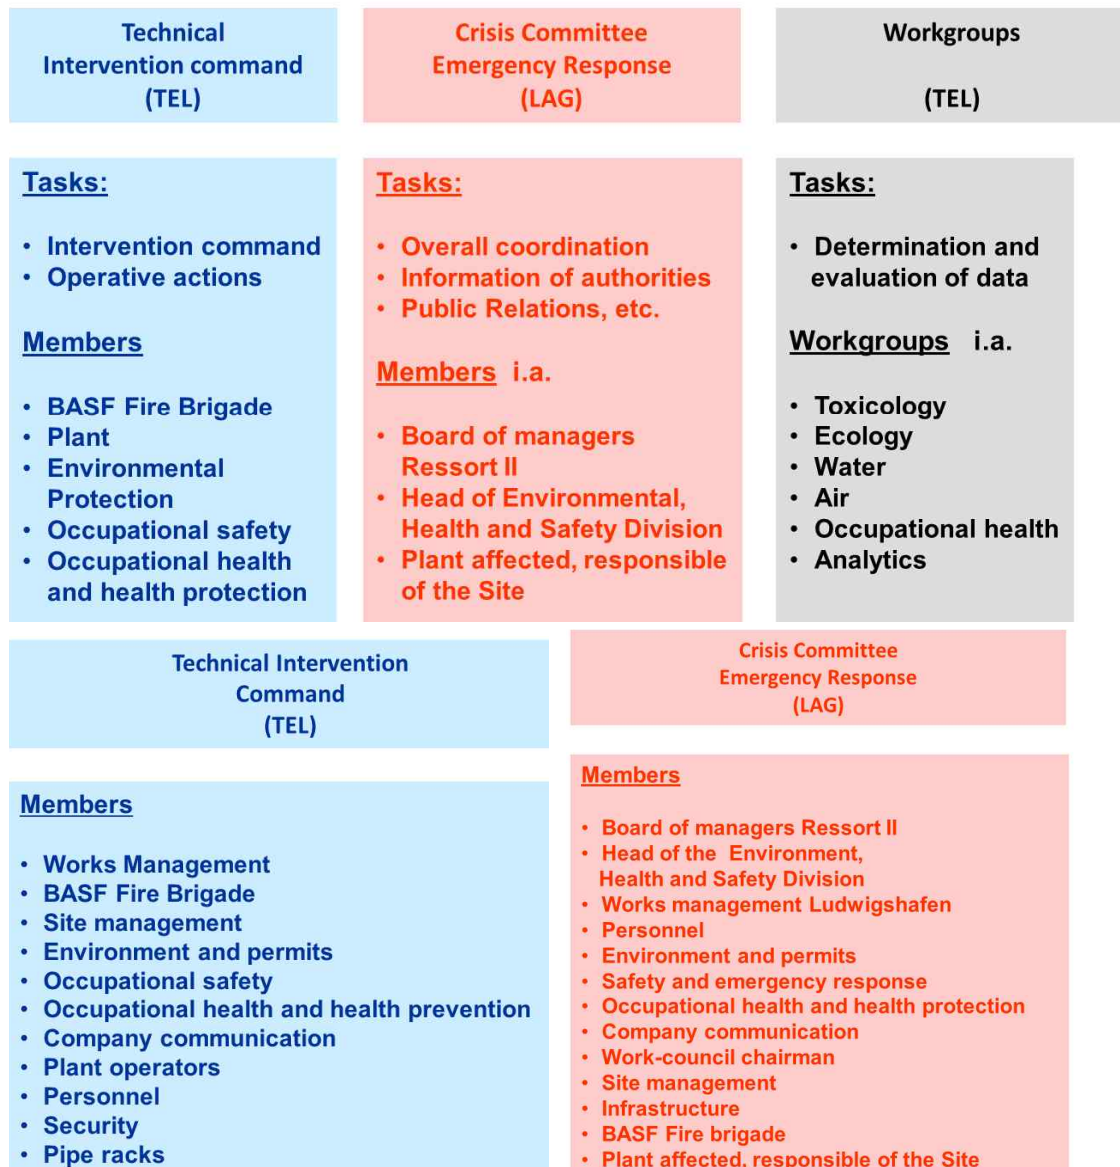 Technical
Intervention command
(TEL)
Crisis Committee
Emergency Response
(LAG)
Workgroups
(TEL)
Tasks:
• Intervention command
• Operative actions
Members
• BASF Fire Brigade
• Plant
• Environmental
Protection
• Occupational safety
• Occupational health
and health protection
Tasks:
• Overall coordination
• Information of authorities
• Public Relations, etc.
Members i.a.
• Board of managers
Ressort II
• Head of Environmental,
Health and Safety Division
• Plant affected, responsible
of the Site
Tasks:
• Determination and
evaluation of data
Workgroups i.a.
• Toxicology
• Ecology
• Water
• Air
• Occupational health
• Analytics
Technical Intervention
Command
(TEL)
Members
• Works Management
• BASF Fire Brigade
• Site management
• Environment and permits
• Occupational safety
• Occupational health and health prevention
• Company communication
• Plant operators
• Personnel
• Security
• Pipe racks
Crisis Committee
Emergency Response
(LAG)
Members
• Board of managers Ressort II
• Head of the Environment,
Health and Safety Division
• Works management Ludwigshafen
• Personnel
• Environment and permits
• Safety and emergency response
• Occupational health and health protection
• Company communication
• Work-council chairman
• Site management
• Infrastructure
• BASF Fire brigade
• Plant affected, responsible of the Site